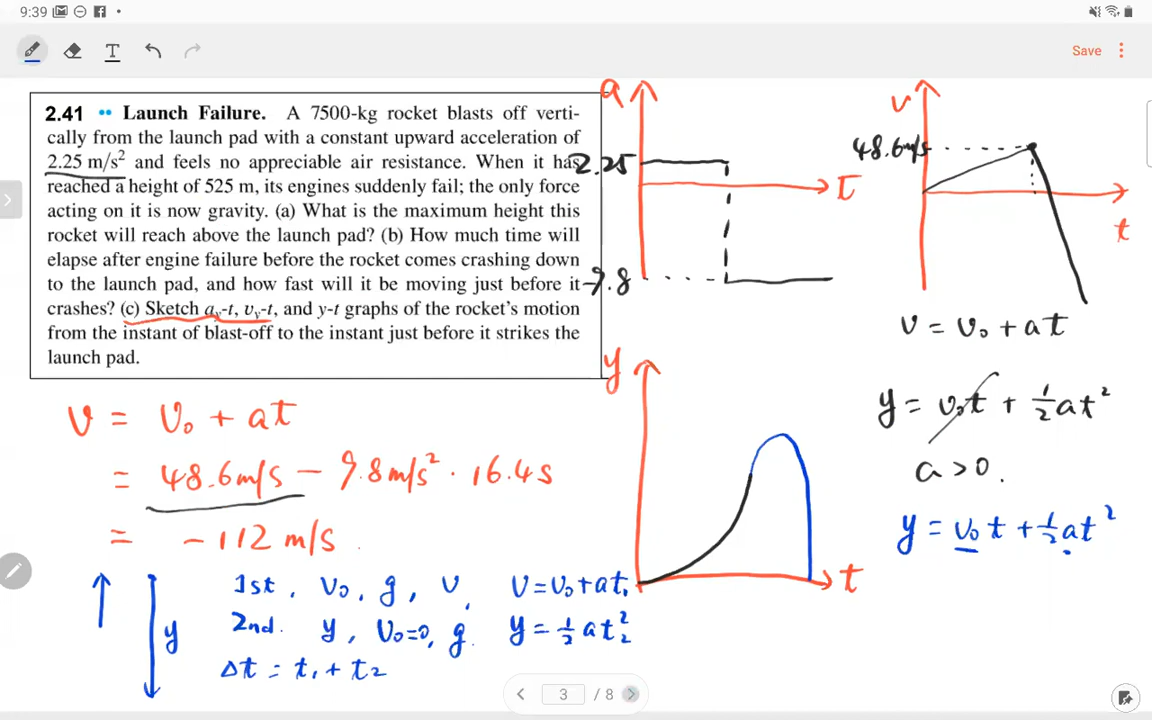 9:39
Save
2.41 •• Launch Failure. A 7500-kg rocket blasts off verti-
cally from the launch pad with a constant upward acceleration of
2.25 m/s² and feels no appreciable air resistance. When it has
reached a height of 525 m, its engines suddenly fail; the only force
acting on it is now gravity. (a) What is the maximum height this
rocket will reach above the launch pad? (b) How much time will
elapse after engine failure before the rocket comes crashing down
to the launch pad, and how fast will it be moving just before it
crashes? (c) Sketch a_y-t, v_y-t, and y-t graphs of the rocket's motion
from the instant of blast-off to the instant just before it strikes the
launch pad.
a
2.25
t
-9.8
v
48.6m/s
t
v = v₀ + at
y = v₀t + ½at²
a > 0.
y = v₀t + ½at²
y
t
v = v₀ + at
= 48.6m/s - 9.8m/s² · 16.4s
= -112 m/s.
y
1st, v₀, g, v, v = v₀ + at₁
2nd. y, v₀=0, g. y = ½at₂²
Δt = t₁ + t₂
3 / 8